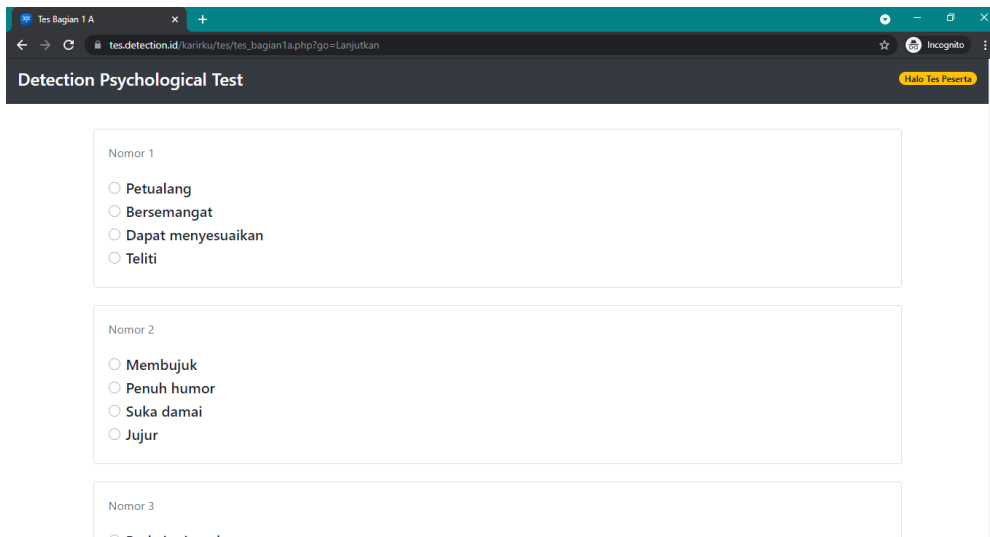 Tes Bagian 1 A
tes.detection.id/karirku/tes/tes_bagian1a.php?go=Lanjutkan
Incognito
Detection Psychological Test
Halo Tes Peserta
Nomor 1
Petualang
Bersemangat
Dapat menyesuaikan
Teliti
Nomor 2
Membujuk
Penuh humor
Suka damai
Jujur
Nomor 3